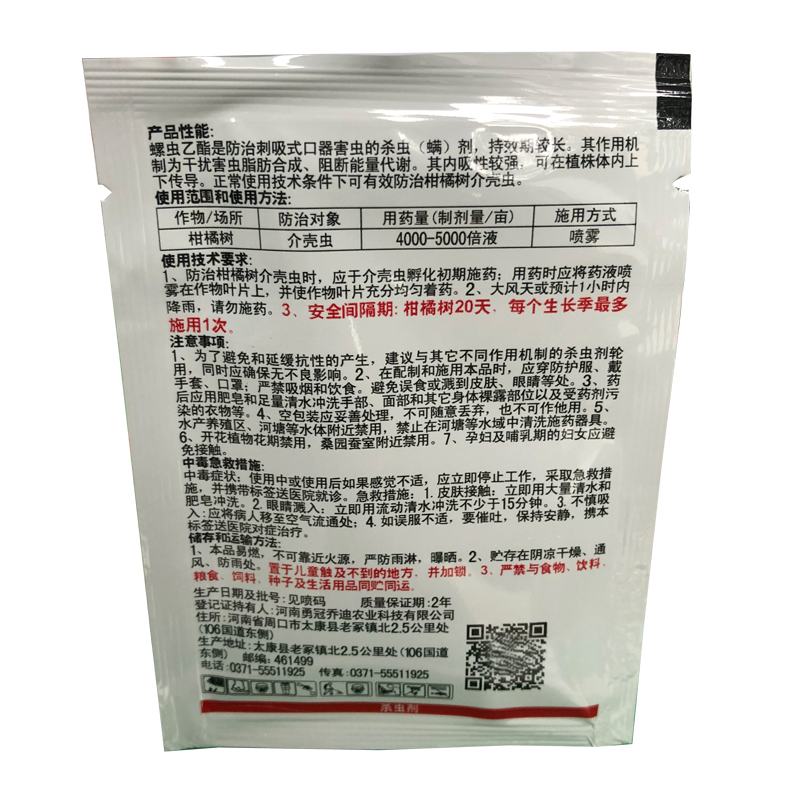 产品性能:
螺虫乙酯是防治刺吸式口器害虫的杀虫（螨）剂，持效期较长。其作用机
制为干扰害虫脂肪合成、阻断能量代谢。其内吸性较强，可在植株体内上
下传导。正常使用技术条件下可有效防治柑橘树介壳虫。
使用范围和使用方法:
作物/场所 防治对象 用药量(制剂量/亩) 施用方式
柑橘树 介壳虫 4000-5000倍液 喷雾
使用技术要求:
1、防治柑橘树介壳虫时，应于介壳虫孵化初期施药；用药时应将药液喷
雾在作物叶片上，并使作物叶片充分均匀着药。2、大风天或预计1小时内
降雨，请勿施药。3、安全间隔期:柑橘树20天，每个生长季最多
施用1次。
注意事项:
1、为了避免和延缓抗性的产生，建议与其它不同作用机制的杀虫剂轮
用，同时应确保无不良影响。2、在配制和施用本品时，应穿防护服、戴
手套、口罩；严禁吸烟和饮食。避免误食或溅到皮肤、眼睛等处。3、药
后应用肥皂和足量清水冲洗手部、面部和其它身体裸露部位以及受药剂污
染的衣物等。4、空包装应妥善处理，不可随意丢弃，也不可作他用。5、
水产养殖区、河塘等水体附近禁用，禁止在河塘等水域中清洗施药器具。
6、开花植物花期禁用，桑园蚕室附近禁用。7、孕妇及哺乳期的妇女应避
免接触。
中毒急救措施:
中毒症状：使用中或使用后如果感觉不适，应立即停止工作，采取急救措
施，并携带标签送医院就诊。急救措施：1.皮肤接触：立即用大量清水和
肥皂冲洗。2.眼睛溅入：立即用流动清水冲洗不少于15分钟。3.不慎吸
入:应将病人移至空气流通处；4.如误服不适，要催吐，保持安静，携本
标签送医院对症治疗。
储存和运输方法:
1、本品易燃，不可靠近火源，严防雨淋，曝晒。2、贮存在阴凉干燥、通
风、防雨处。置于儿童触及不到的地方，并加锁。3、严禁与食物、饮料、
粮食、饲料、种子及生活用品同贮同运。
生产日期及批号:见喷码 质量保证期:2年
登记证持有人:河南勇冠乔迪农业科技有限公司
住所:河南省周口市太康县老冢镇北2.5公里处
(106国道东侧)
生产地址:太康县老冢镇北2.5公里处(106国道
东侧) 邮编:461499
电话:0371-55511925 传真:0371-55511925
杀虫剂